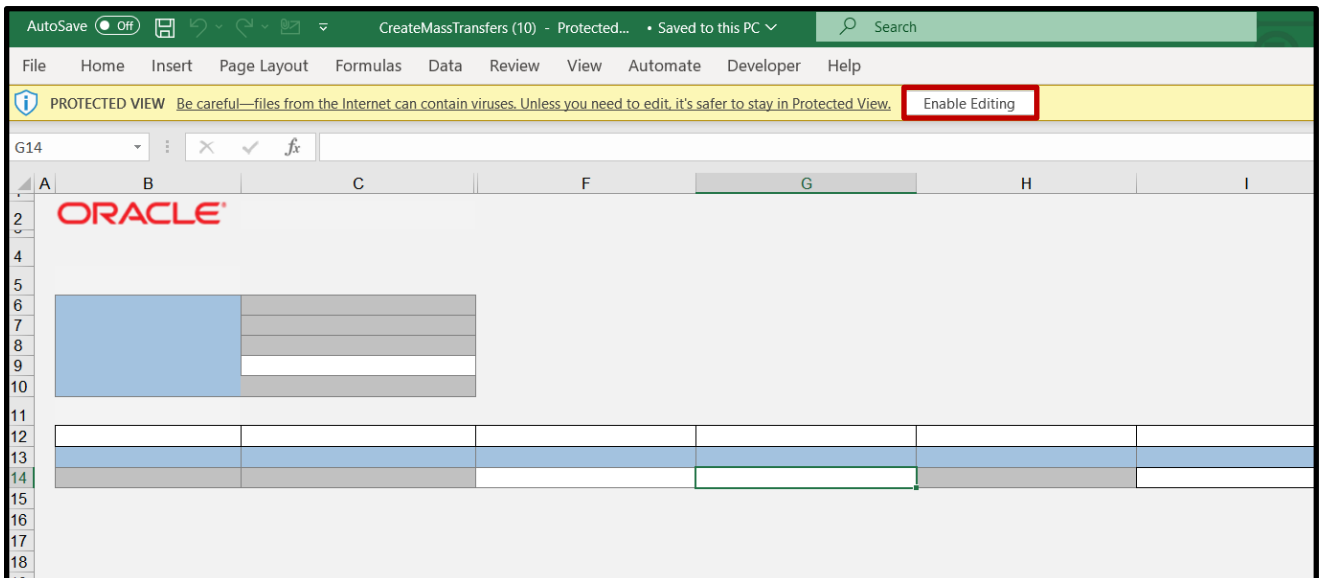 AutoSave Off CreateMassTransfers (10) - Protected... • Saved to this PC Search
File Home Insert Page Layout Formulas Data Review View Automate Developer Help
PROTECTED VIEW Be careful—files from the Internet can contain viruses. Unless you need to edit, it's safer to stay in Protected View. Enable Editing
G14 fx
A B C F G H I
2 ORACLE
4
5
6
7
8
9
10
11
12
13
14
15
16
17
18